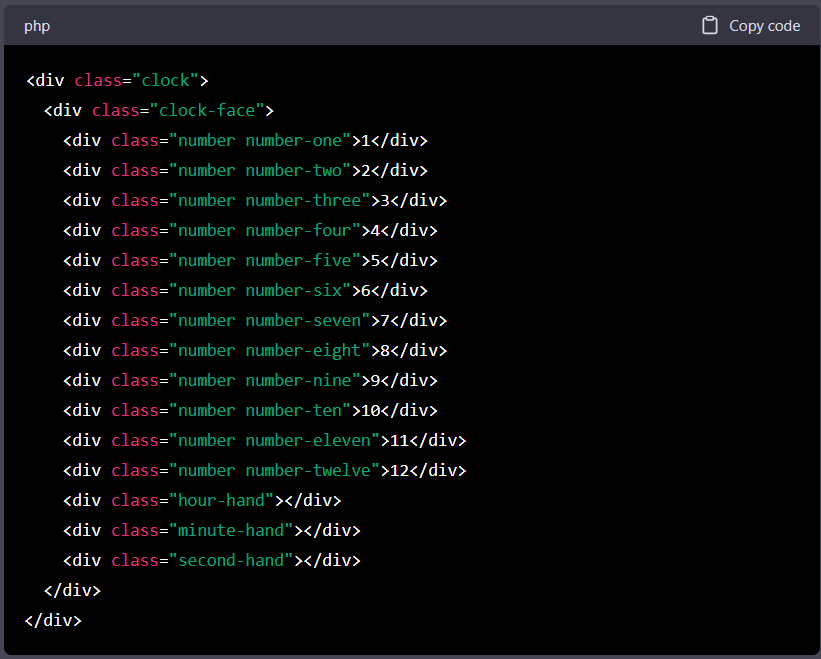 php
Copy code
<div class="clock">
  <div class="clock-face">
    <div class="number number-one">1</div>
    <div class="number number-two">2</div>
    <div class="number number-three">3</div>
    <div class="number number-four">4</div>
    <div class="number number-five">5</div>
    <div class="number number-six">6</div>
    <div class="number number-seven">7</div>
    <div class="number number-eight">8</div>
    <div class="number number-nine">9</div>
    <div class="number number-ten">10</div>
    <div class="number number-eleven">11</div>
    <div class="number number-twelve">12</div>
    <div class="hour-hand"></div>
    <div class="minute-hand"></div>
    <div class="second-hand"></div>
  </div>
</div>